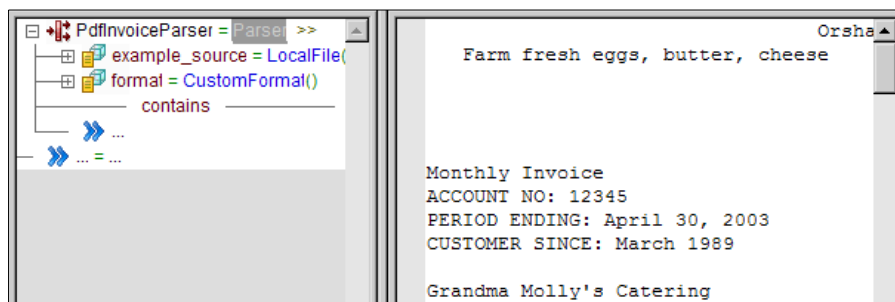 PdfInvoiceParser = Parser >>
example_source = LocalFile(
format = CustomFormat()
contains
...
... = ...
Orsha
Farm fresh eggs, butter, cheese
Monthly Invoice
ACCOUNT NO: 12345
PERIOD ENDING: April 30, 2003
CUSTOMER SINCE: March 1989
Grandma Molly's Catering